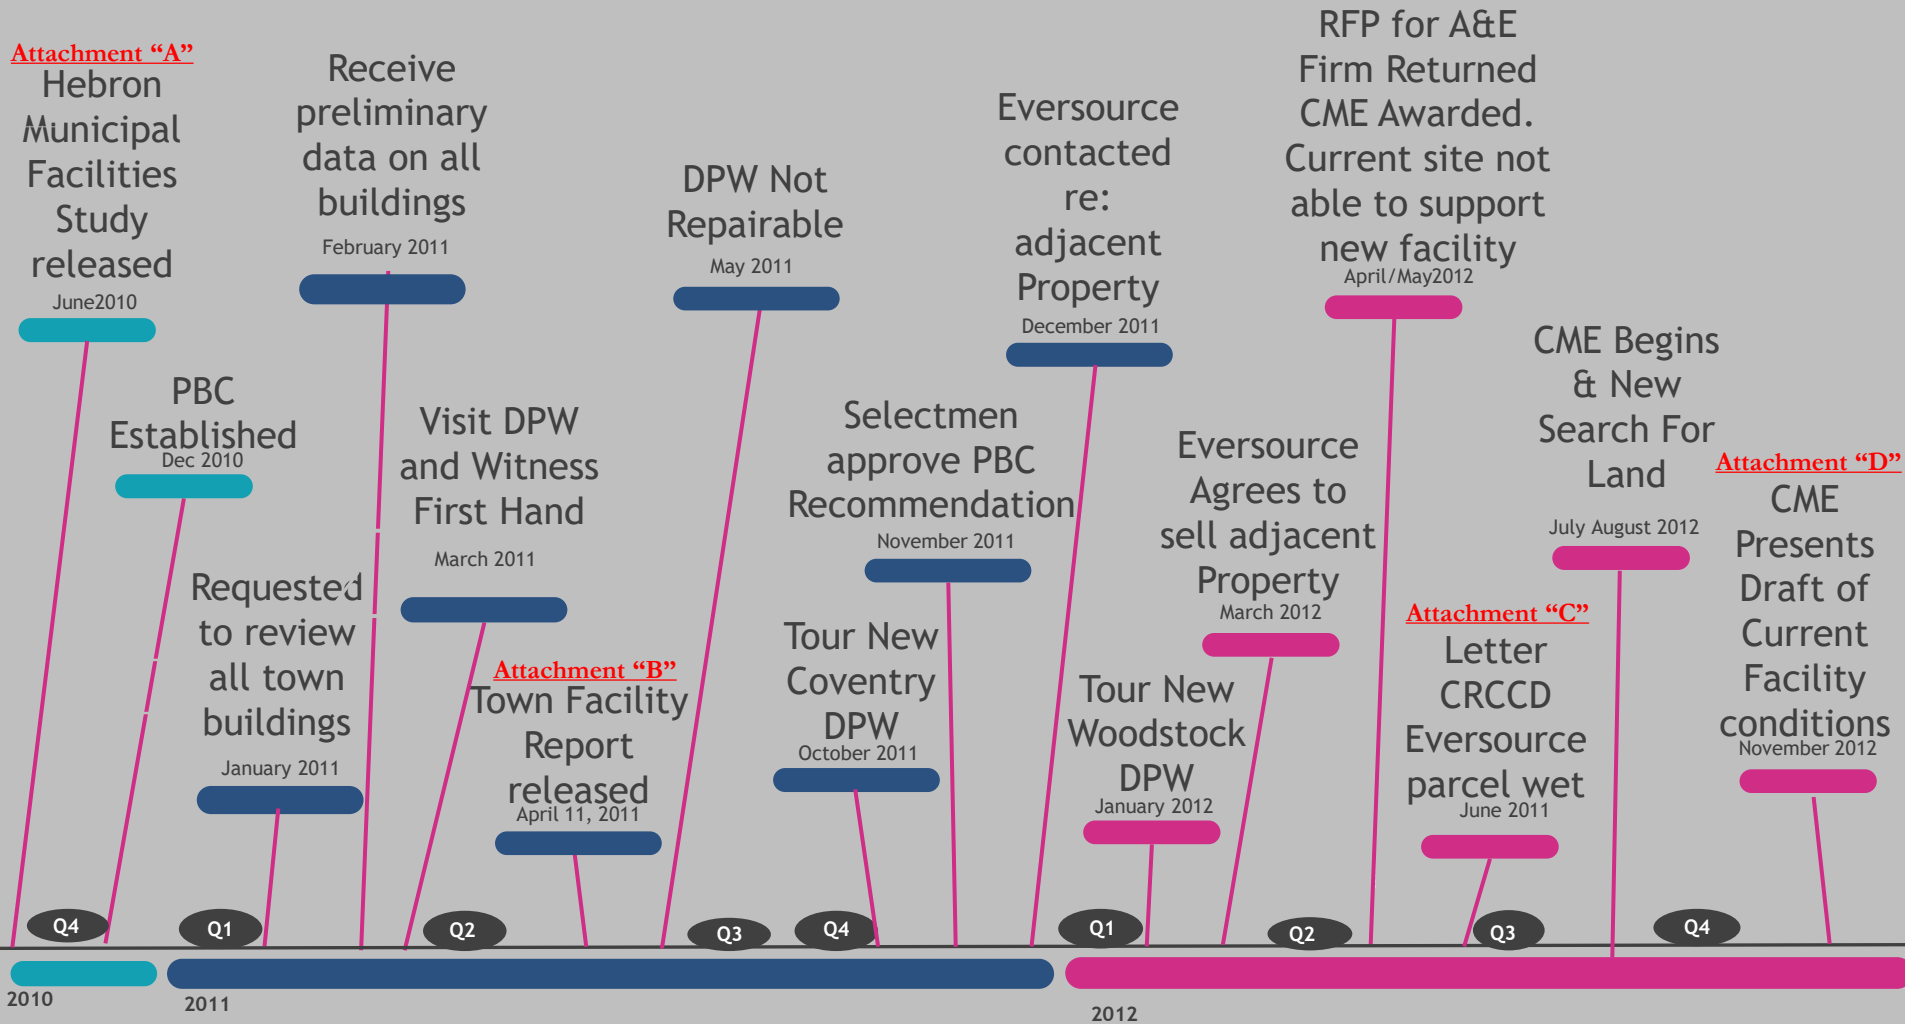 Attachment “A”
Hebron
Municipal
Facilities
Study
released
June2010
PBC
Established
Dec 2010
Requested
to review
all town
buildings
January 2011
Receive
preliminary
data on all
buildings
February 2011
Visit DPW
and Witness
First Hand
March 2011
Attachment “B”
Town Facility
Report
released
April 11, 2011
DPW Not
Repairable
May 2011
Tour New
Coventry
DPW
October 2011
Selectmen
approve PBC
Recommendation
November 2011
Eversource
contacted
re:
adjacent
Property
December 2011
Tour New
Woodstock
DPW
January 2012
Eversource
Agrees to
sell adjacent
Property
March 2012
RFP for A&E
Firm Returned
CME Awarded.
Current site not
able to support
new facility
April/May2012
Attachment “C”
Letter
CRCCD
Eversource
parcel wet
June 2011
CME Begins
& New
Search For
Land
July August 2012
Attachment “D”
CME
Presents
Draft of
Current
Facility
conditions
November 2012
Q4
Q1
Q2
Q3
Q4
Q1
Q2
Q3
Q4
2010
2011
2012